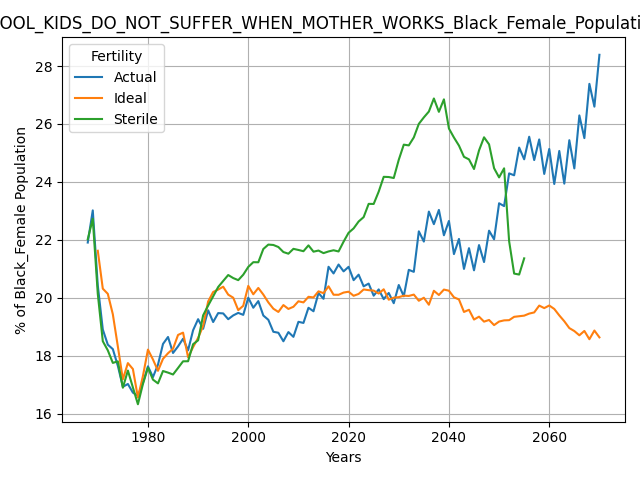 OOL_KIDS_DO_NOT_SUFFER_WHEN_MOTHER_WORKS_Black_Female_Populati
Fertility
Actual
Ideal
Sterile
% of Black_Female Population
28
26
24
22
20
18
16
1980
2000
2020
2040
2060
Years